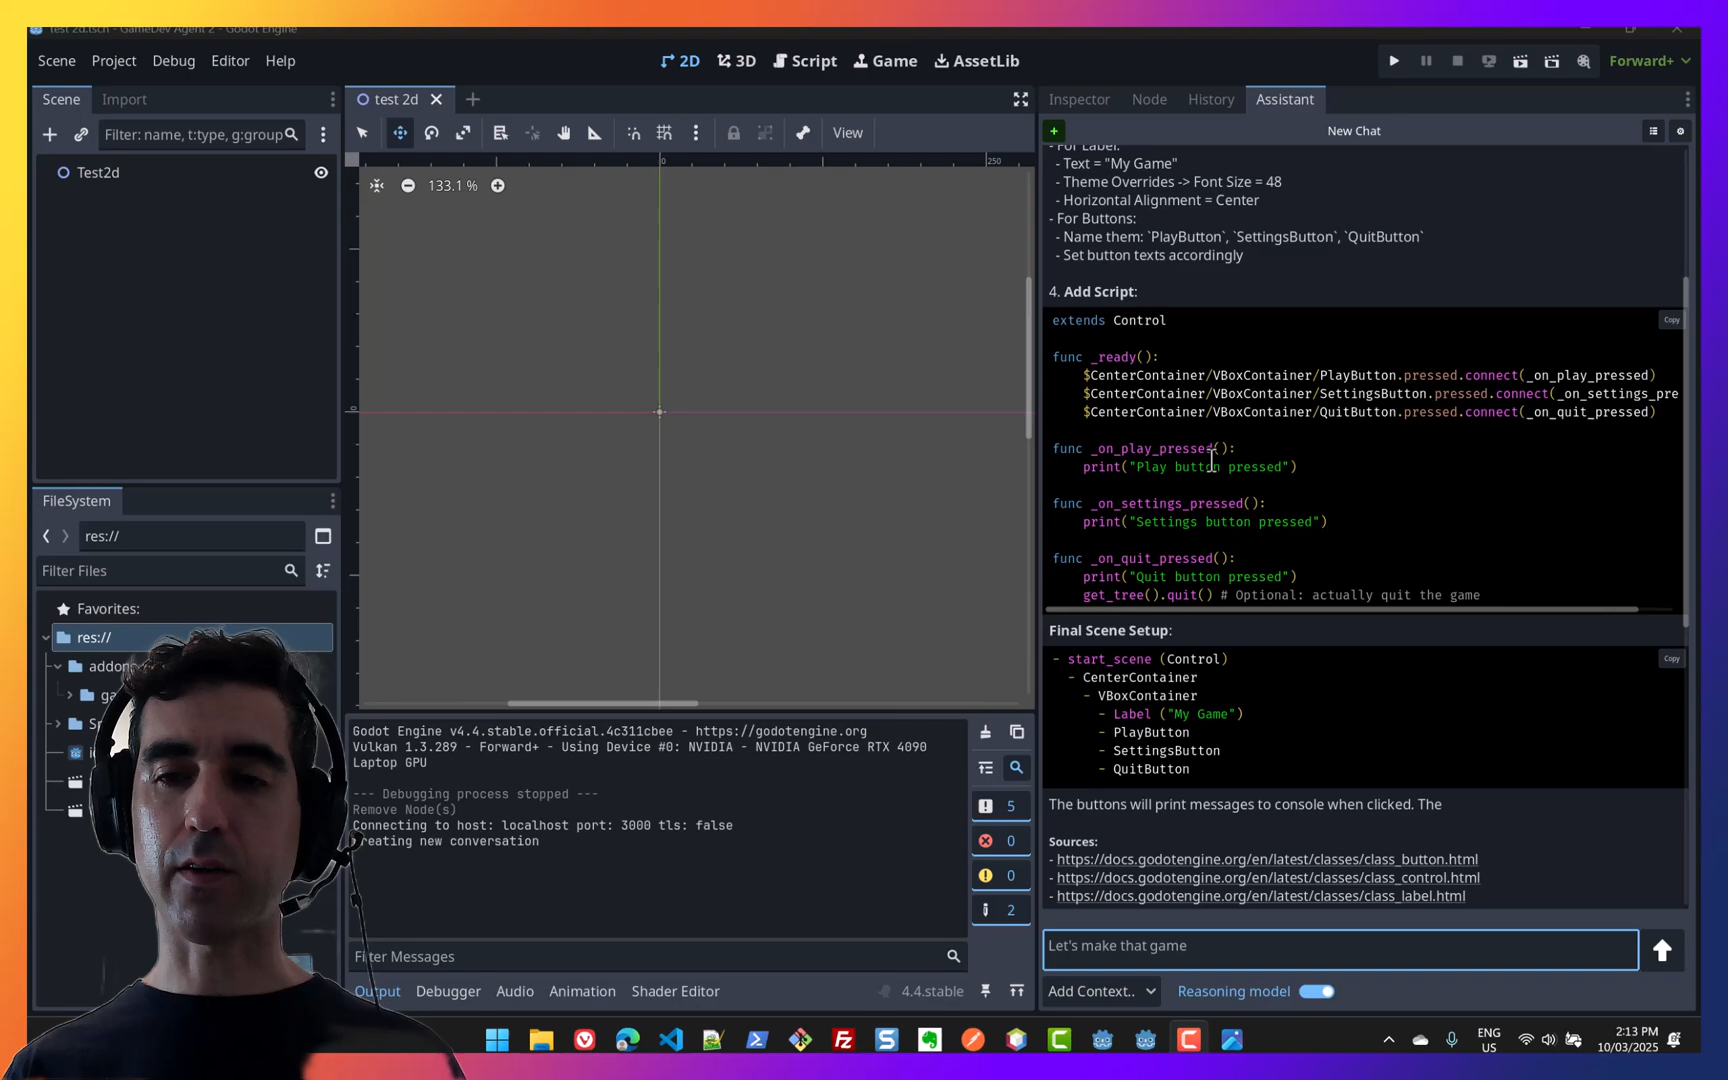 test 2d.tscn - GameDev Agent 2 - Godot Engine
Scene Project Debug Editor Help
2D 3D Script Game AssetLib
Forward+
Scene Import
test 2d
Inspector Node History Assistant
Filter: name, t:type, g:group
View
New Chat
Test2d
0
250
133.1 %
0
- For Label:
- Text = "My Game"
- Theme Overrides -> Font Size = 48
- Horizontal Alignment = Center
- For Buttons:
- Name them: `PlayButton`, `SettingsButton`, `QuitButton`
- Set button texts accordingly
4. Add Script:
Copy
extends Control
func _ready():
$CenterContainer/VBoxContainer/PlayButton.pressed.connect(_on_play_pressed)
$CenterContainer/VBoxContainer/SettingsButton.pressed.connect(_on_settings_pre
$CenterContainer/VBoxContainer/QuitButton.pressed.connect(_on_quit_pressed)
func _on_play_pressed():
print("Play button pressed")
func _on_settings_pressed():
print("Settings button pressed")
func _on_quit_pressed():
print("Quit button pressed")
get_tree().quit() # Optional: actually quit the game
Final Scene Setup:
Copy
- start_scene (Control)
- CenterContainer
- VBoxContainer
- Label ("My Game")
- PlayButton
- SettingsButton
- QuitButton
The buttons will print messages to console when clicked. The
Sources:
- https://docs.godotengine.org/en/latest/classes/class_button.html
- https://docs.godotengine.org/en/latest/classes/class_control.html
- https://docs.godotengine.org/en/latest/classes/class_label.html
Let's make that game
Add Context..
Reasoning model
FileSystem
res://
Filter Files
Favorites:
res://
Godot Engine v4.4.stable.official.4c311cbee - https://godotengine.org
Vulkan 1.3.289 - Forward+ - Using Device #0: NVIDIA - NVIDIA GeForce RTX 4090
Laptop GPU
--- Debugging process stopped ---
Remove Node(s)
Connecting to host: localhost port: 3000 tls: false
Creating new conversation
5
0
0
2
Filter Messages
Output Debugger Audio Animation Shader Editor
4.4.stable
ENG
US
2:13 PM
10/03/2025